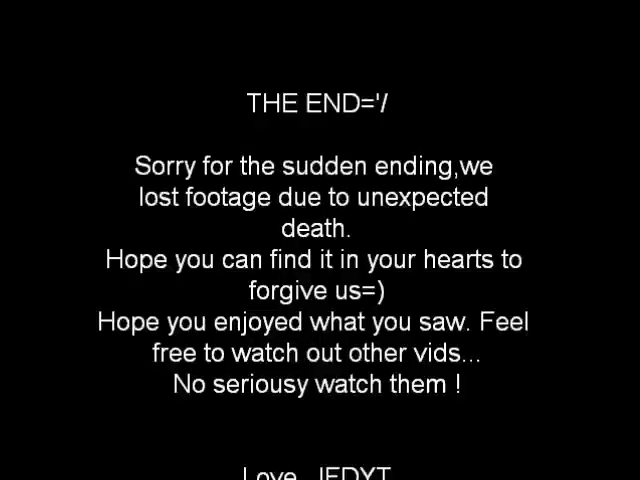 THE END='/
Sorry for the sudden ending,we
lost footage due to unexpected
death.
Hope you can find it in your hearts to
forgive us=)
Hope you enjoyed what you saw. Feel
free to watch out other vids...
No seriousy watch them !
Love